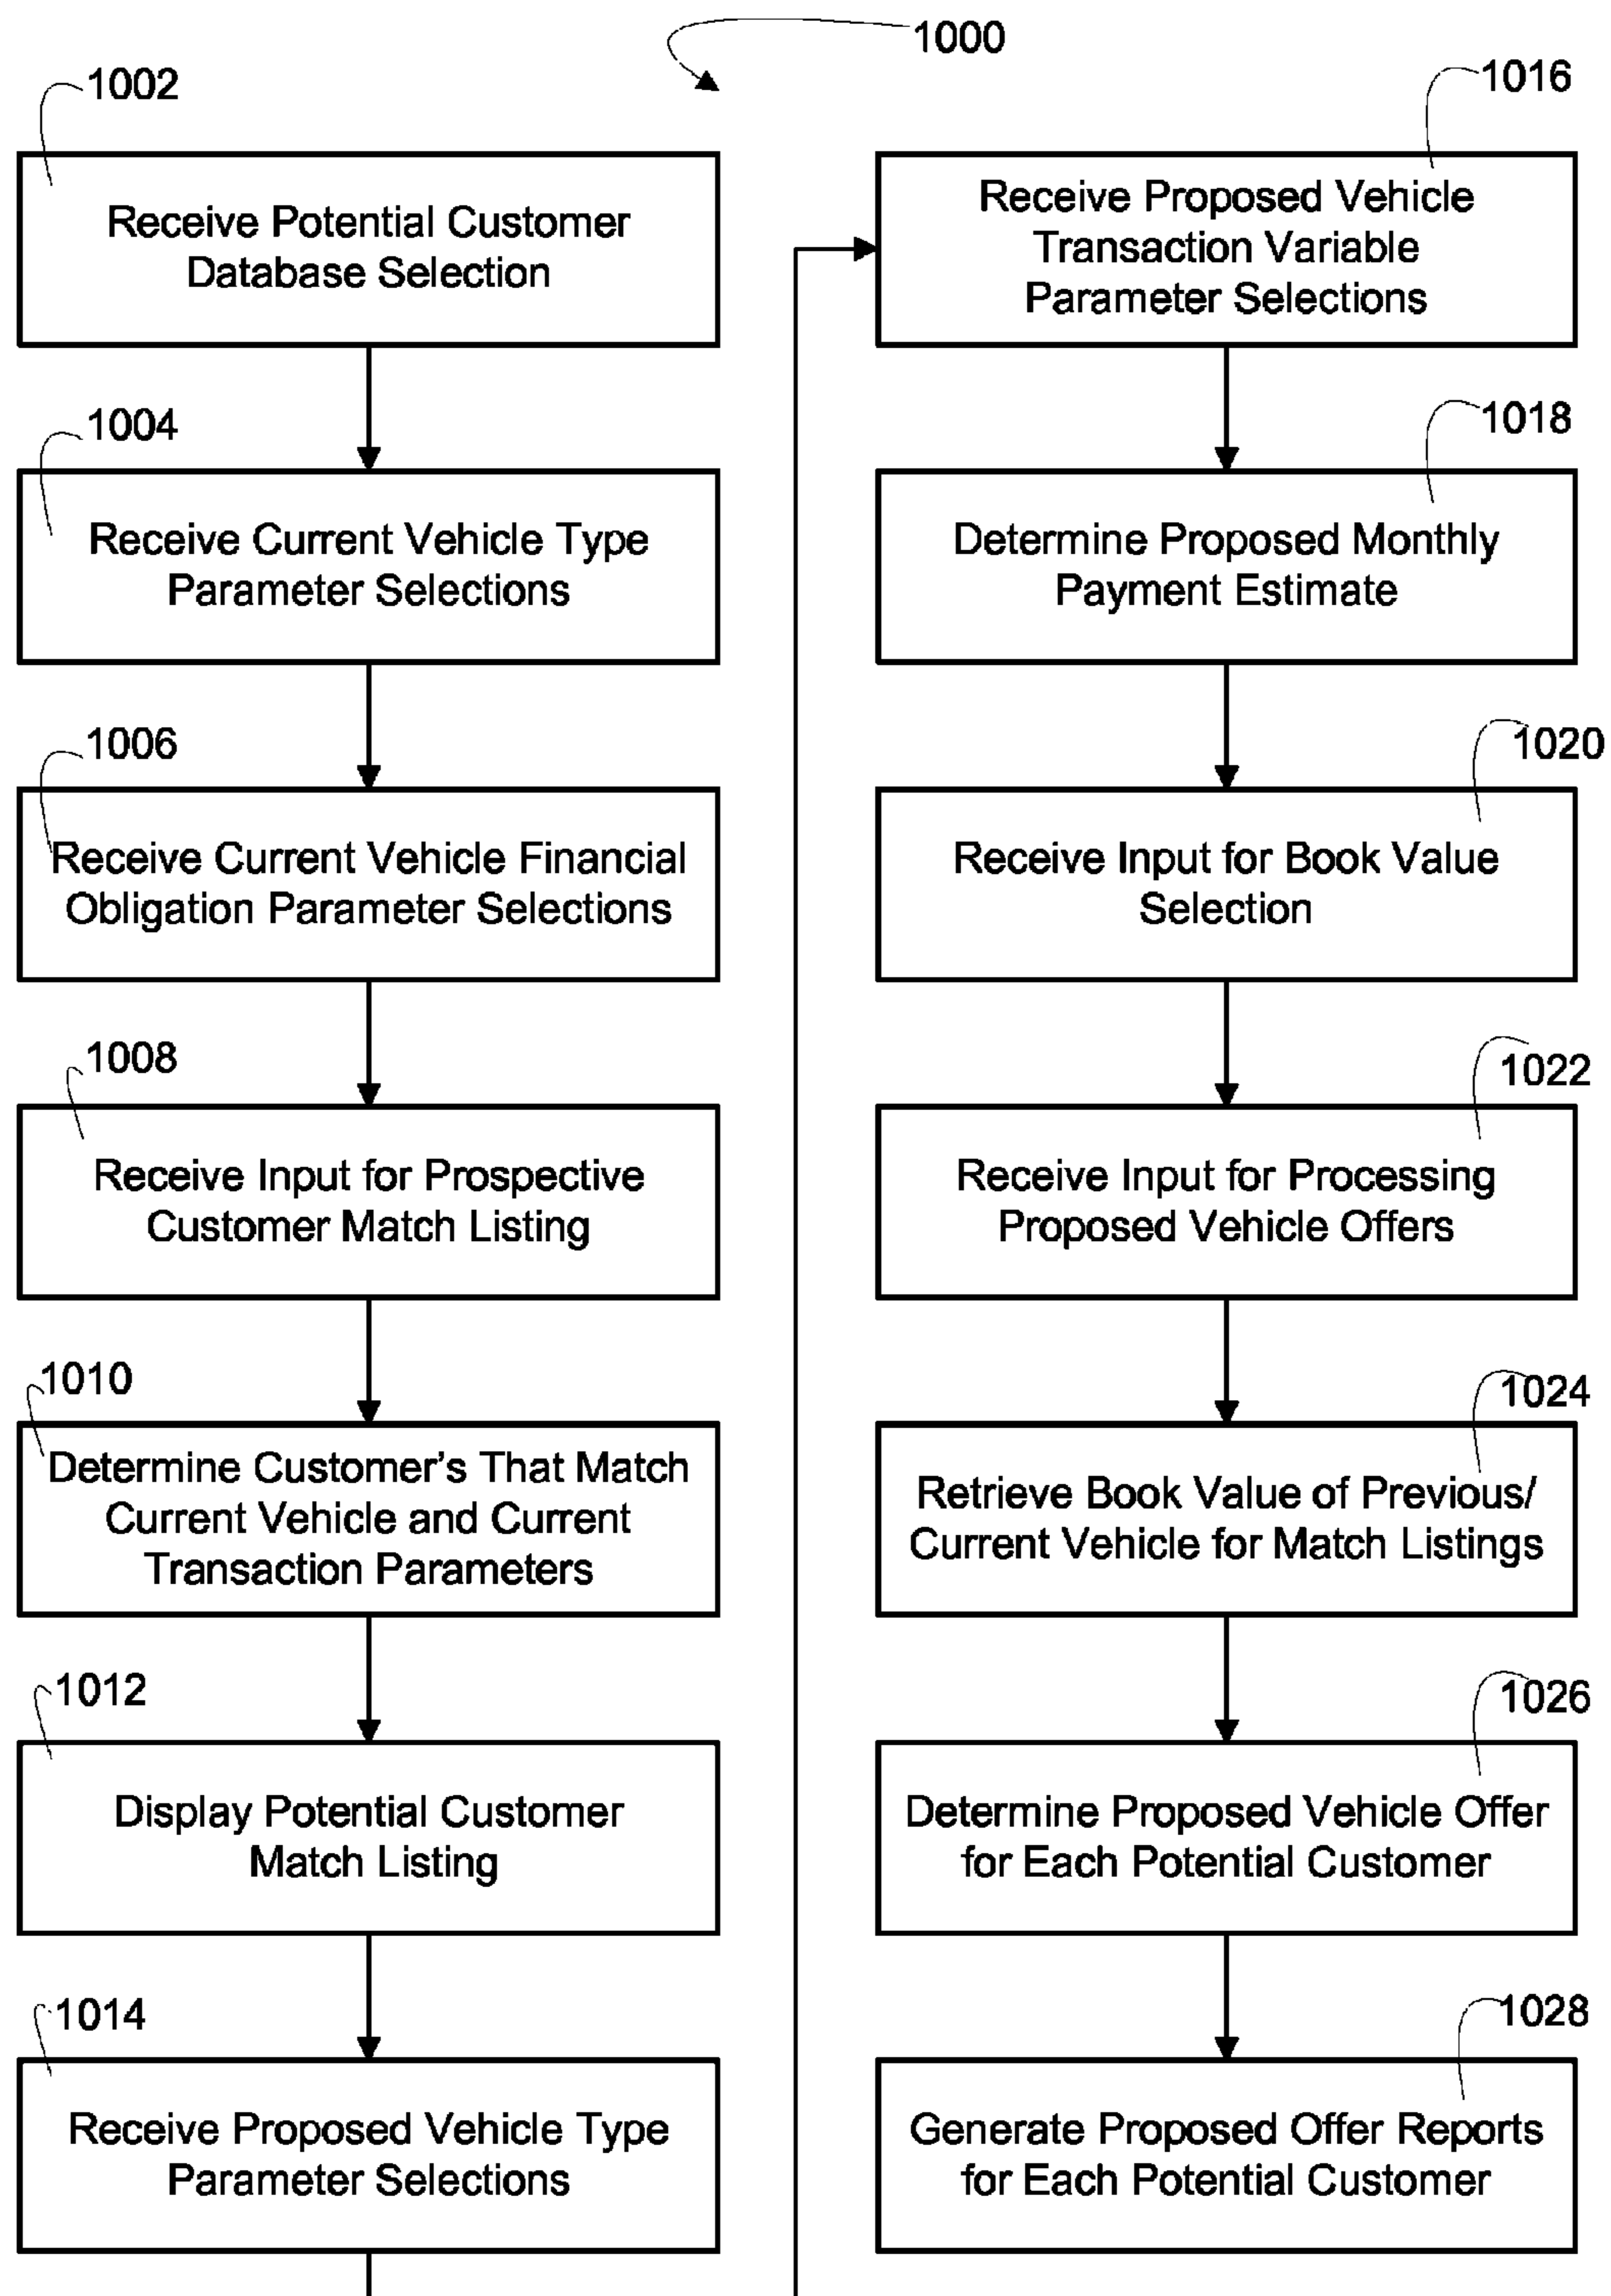 1000
1002
Receive Potential Customer
Database Selection
1004
Receive Current Vehicle Type
Parameter Selections
1006
Receive Current Vehicle Financial
Obligation Parameter Selections
1008
Receive Input for Prospective
Customer Match Listing
1010
Determine Customer’s That Match
Current Vehicle and Current
Transaction Parameters
1012
Display Potential Customer
Match Listing
1014
Receive Proposed Vehicle Type
Parameter Selections
1016
Receive Proposed Vehicle
Transaction Variable
Parameter Selections
1018
Determine Proposed Monthly
Payment Estimate
1020
Receive Input for Book Value
Selection
1022
Receive Input for Processing
Proposed Vehicle Offers
1024
Retrieve Book Value of Previous/
Current Vehicle for Match Listings
1026
Determine Proposed Vehicle Offer
for Each Potential Customer
1028
Generate Proposed Offer Reports
for Each Potential Customer